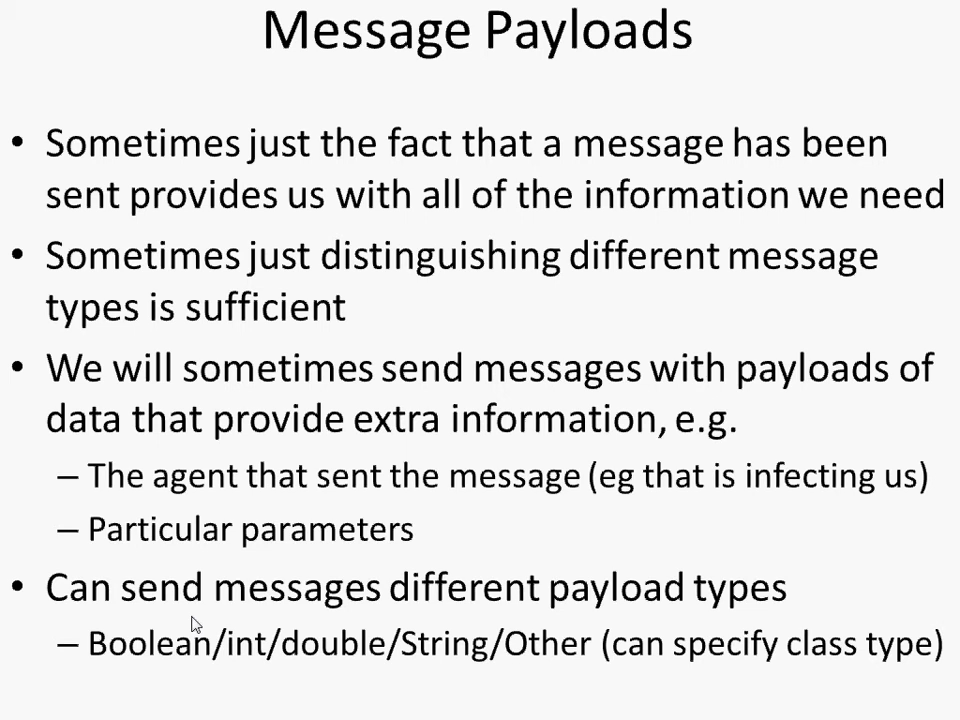 Message Payloads
• Sometimes just the fact that a message has been
sent provides us with all of the information we need
• Sometimes just distinguishing different message
types is sufficient
• We will sometimes send messages with payloads of
data that provide extra information, e.g.
– The agent that sent the message (eg that is infecting us)
– Particular parameters
• Can send messages different payload types
– Boolean/int/double/String/Other (can specify class type)